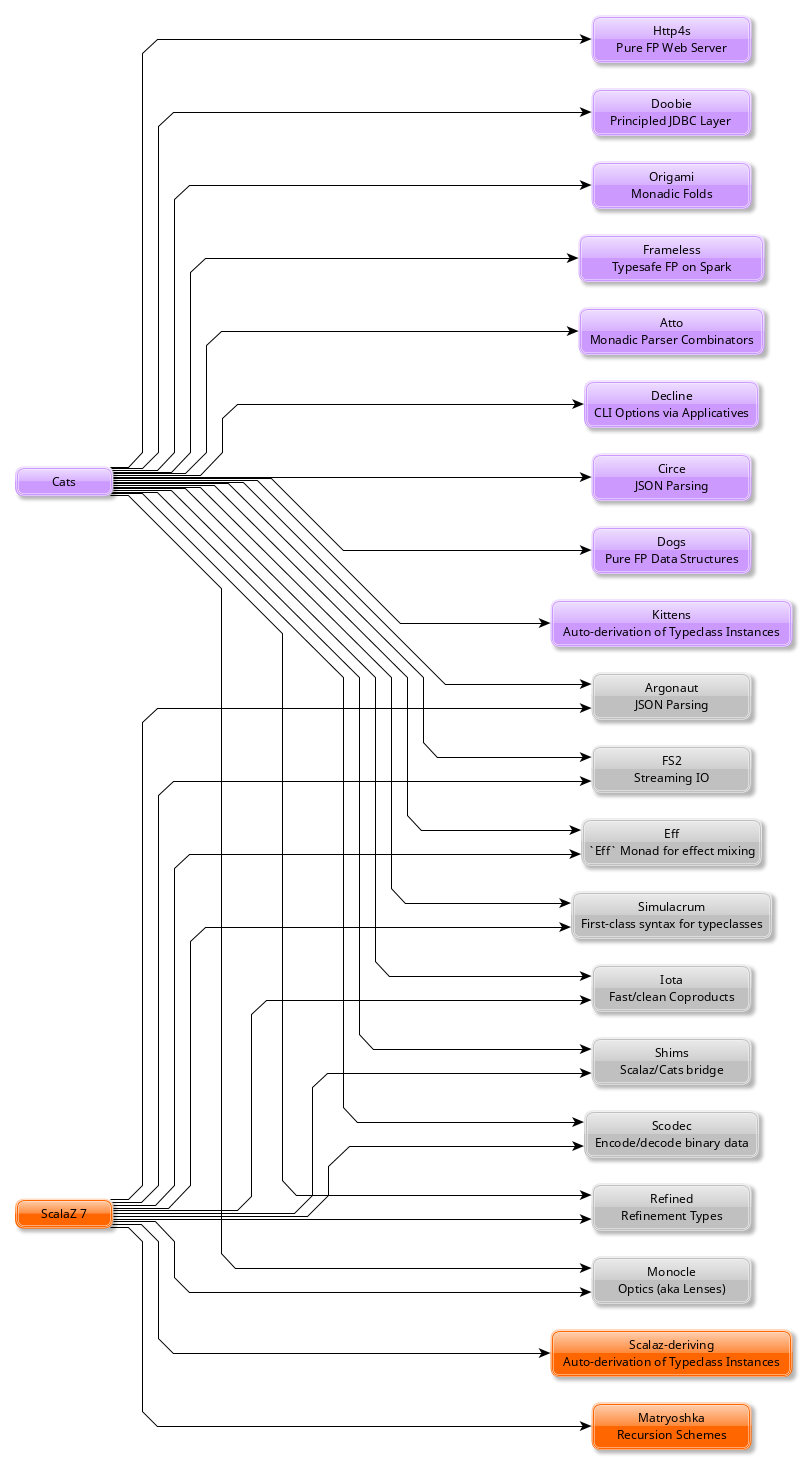 Http4s
Pure FP Web Server
Doobie
Principled JDBC Layer
Origami
Monadic Folds
Frameless
Typesafe FP on Spark
Atto
Monadic Parser Combinators
Decline
CLI Options via Applicatives
Cats
Circe
JSON Parsing
Dogs
Pure FP Data Structures
Kittens
Auto-derivation of Typeclass Instances
Argonaut
JSON Parsing
FS2
Streaming IO
Eff
`Eff` Monad for effect mixing
Simulacrum
First-class syntax for typeclasses
Iota
Fast/clean Coproducts
Shims
Scalaz/Cats bridge
Scodec
Encode/decode binary data
ScalaZ 7
Refined
Refinement Types
Monocle
Optics (aka Lenses)
Scalaz-deriving
Auto-derivation of Typeclass Instances
Matryoshka
Recursion Schemes